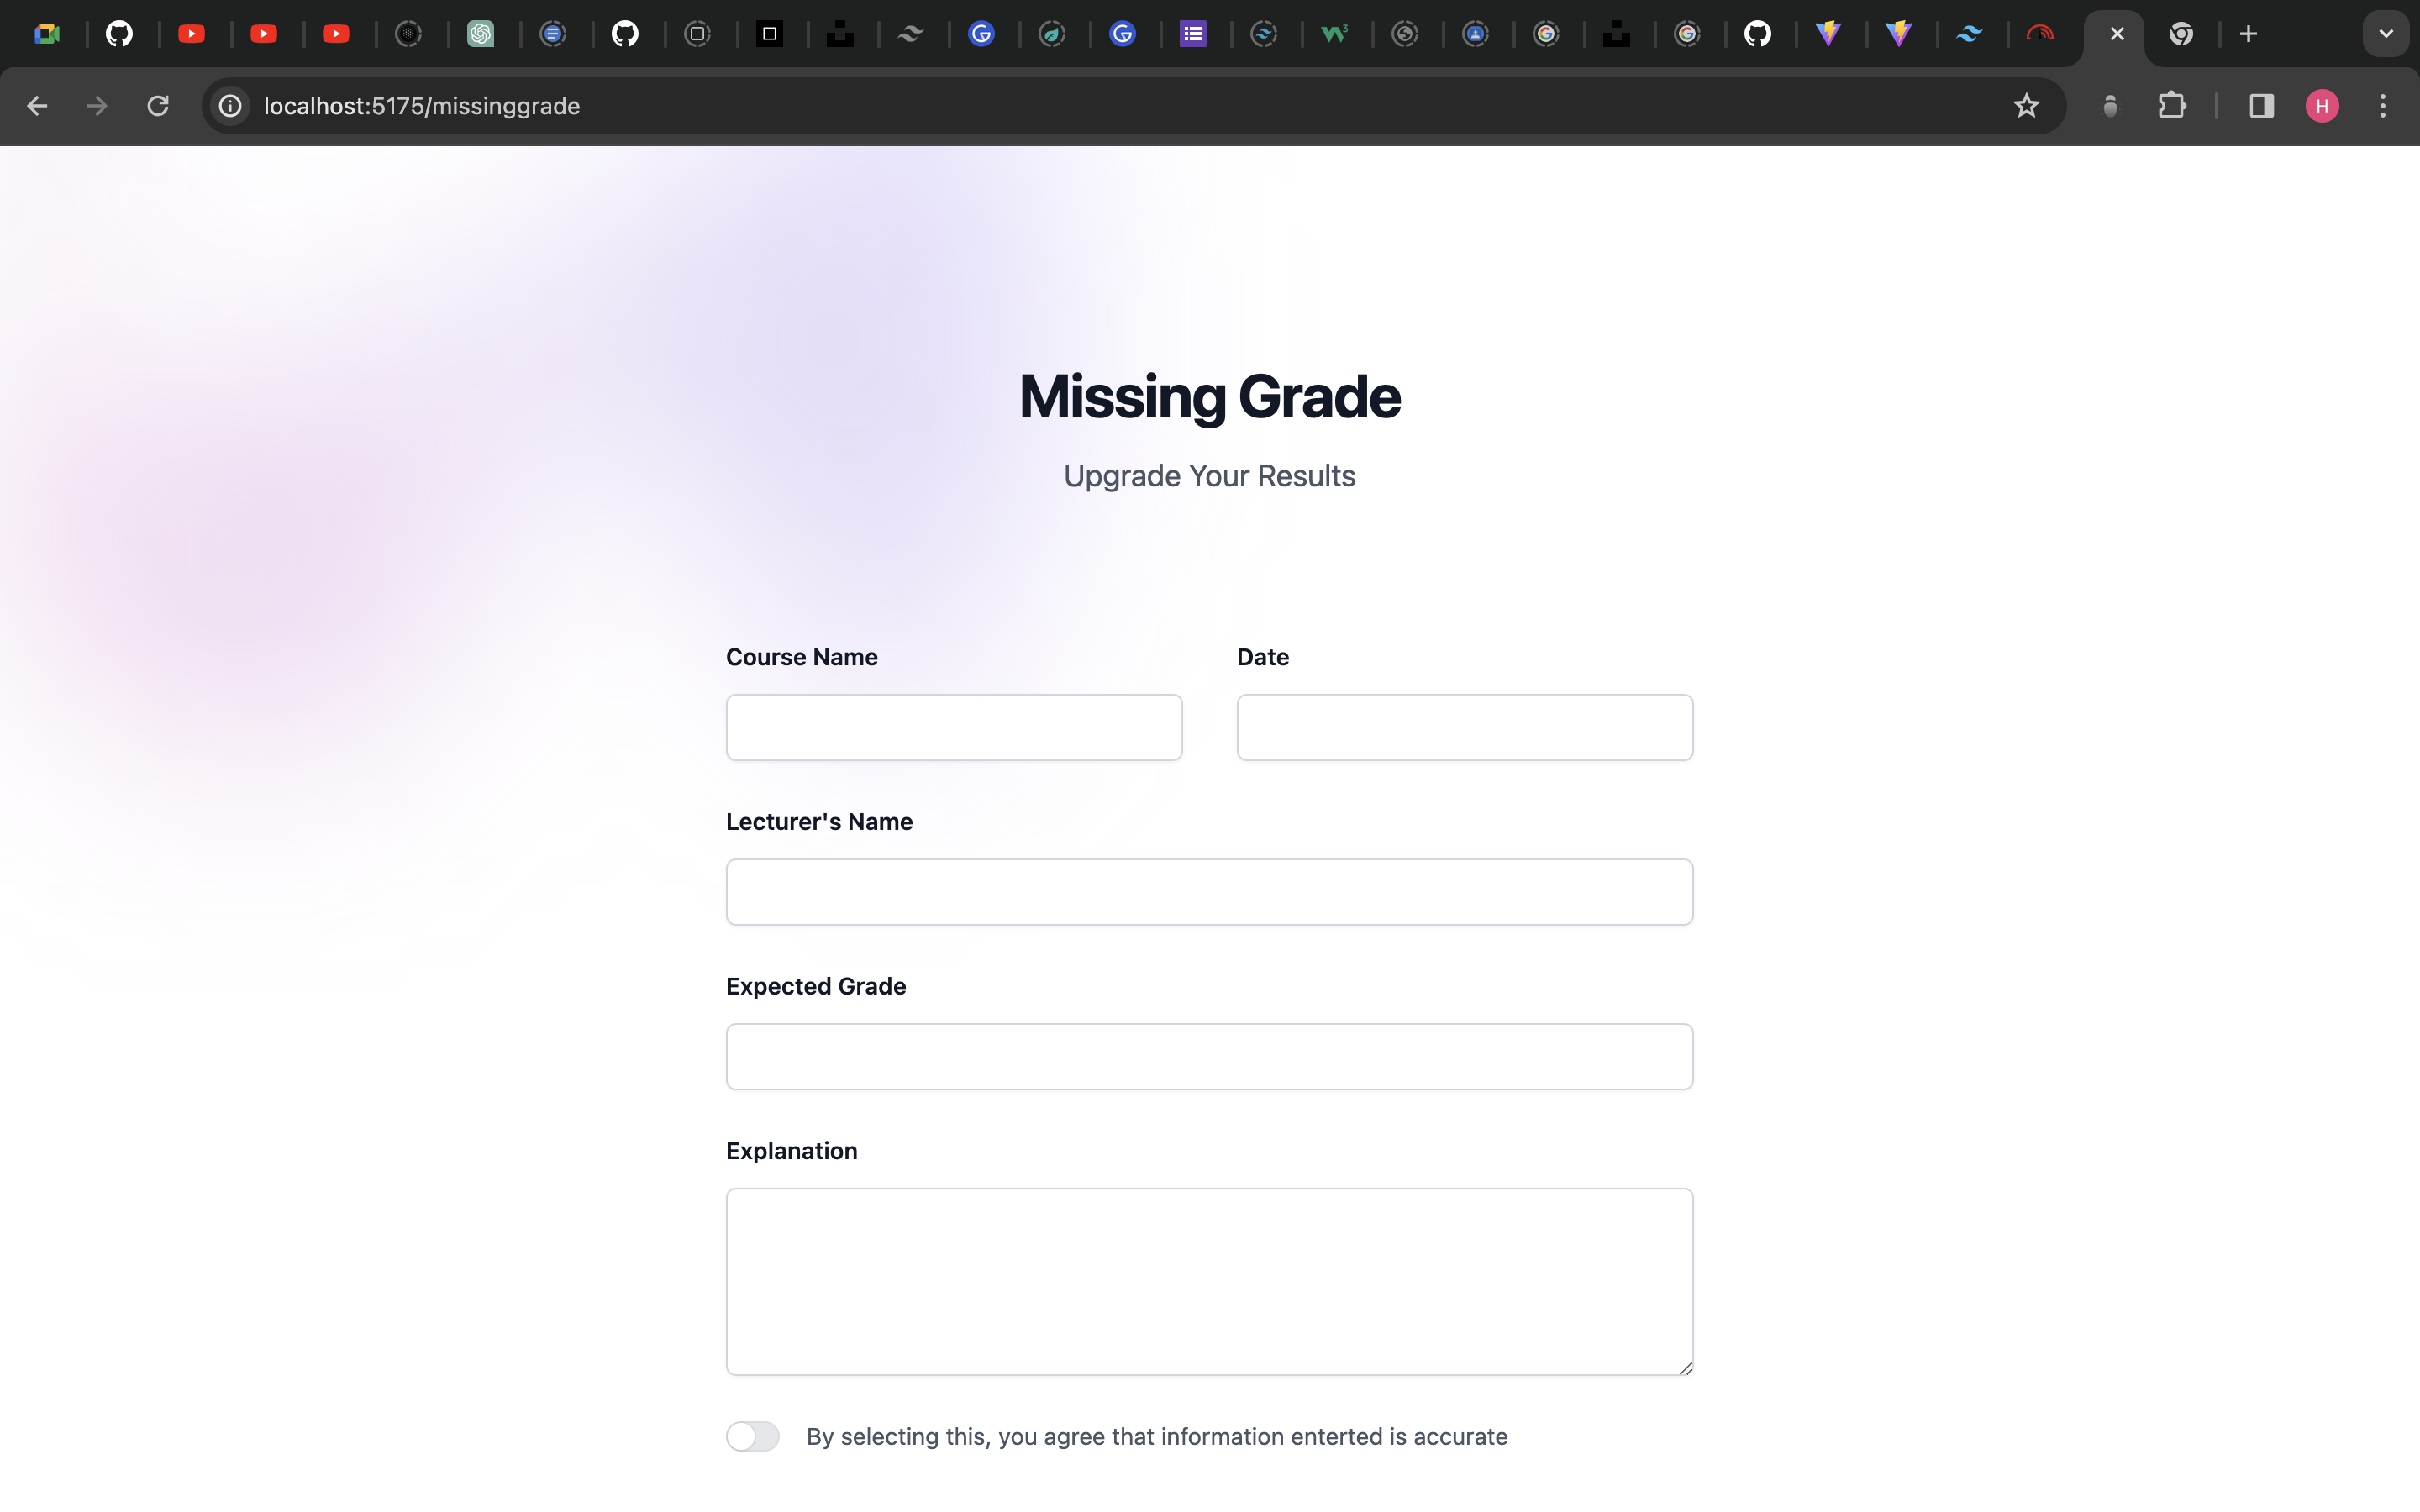 localhost:5175/missinggrade
H
Missing Grade
Upgrade Your Results
Course Name
Date
Lecturer's Name
Expected Grade
Explanation
By selecting this, you agree that information enterted is accurate